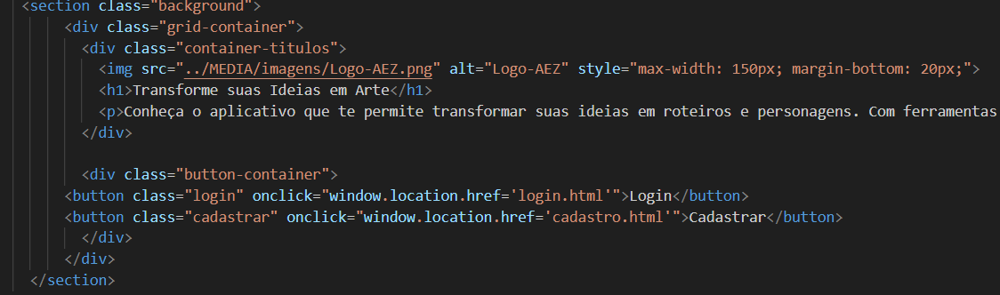 <section class="background">
<div class="grid-container">
<div class="container-titulos">
<img src="../MEDIA/imagens/Logo-AEZ.png" alt="Logo-AEZ" style="max-width: 150px; margin-bottom: 20px;">
<h1>Transforme suas Ideias em Arte</h1>
<p>Conheça o aplicativo que te permite transformar suas ideias em roteiros e personagens. Com ferramentas
</div>
<div class="button-container">
<button class="login" onclick="window.location.href='login.html'">Login</button>
<button class="cadastrar" onclick="window.location.href='cadastro.html'">Cadastrar</button>
</div>
</div>
</section>